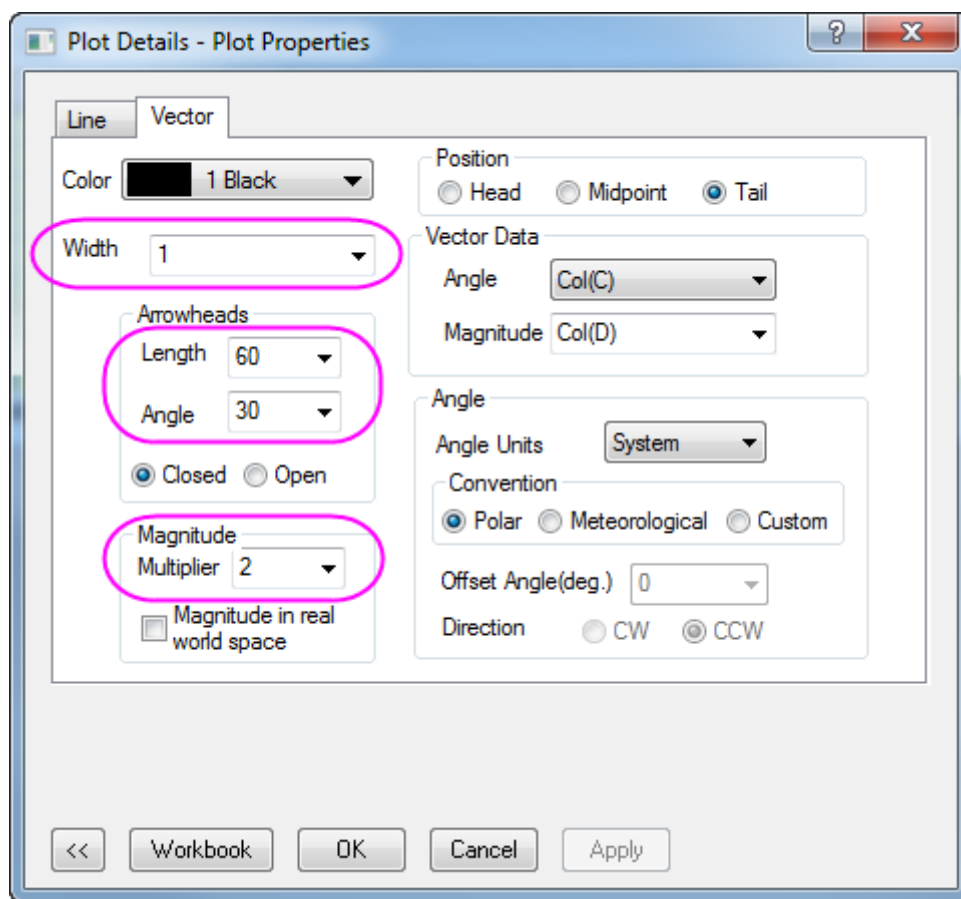 Plot Details - Plot Properties
?
Line
Vector
Color
1 Black
Width
1
Arrowheads
Length
60
Angle
30
Closed
Open
Magnitude
Multiplier
2
Magnitude in real
world space
Position
Head
Midpoint
Tail
Vector Data
Angle
Col(C)
Magnitude
Col(D)
Angle
Angle Units
System
Convention
Polar
Meteorological
Custom
Offset Angle(deg.)
0
Direction
CW
CCW
<<
Workbook
OK
Cancel
Apply